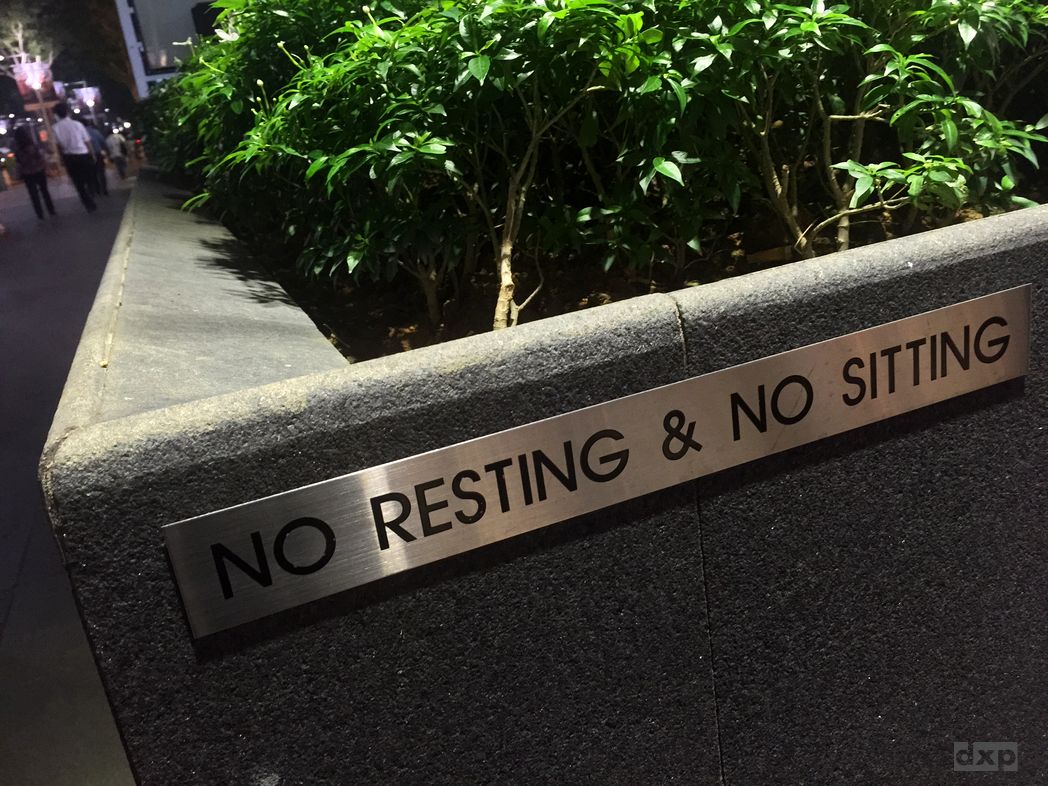 NO RESTING & NO SITTING
dxp